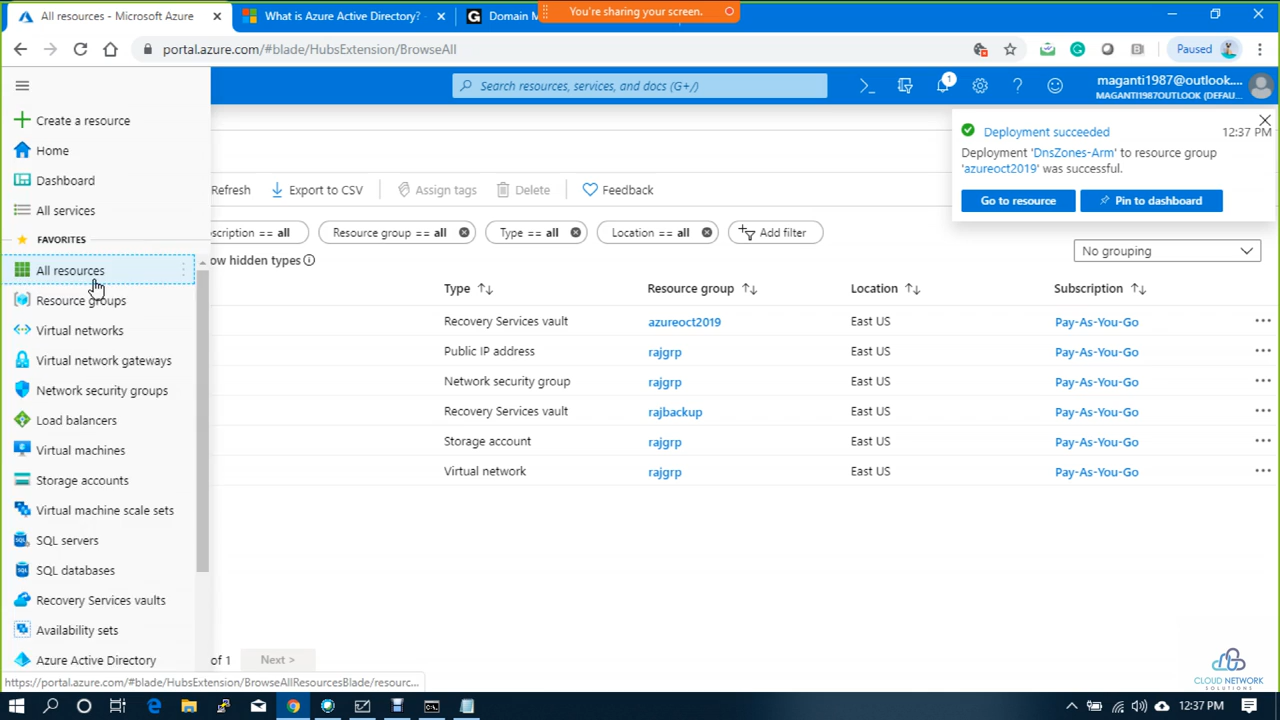 All resources - Microsoft Azure
What is Azure Active Directory?
Domain M
You're sharing your screen.
portal.azure.com/#blade/HubsExtension/BrowseAll
Paused
Search resources, services, and docs (G+/)
1
maganti1987@outlook....
MAGANTI1987OUTLOOK (DEFAU...
Create a resource
Home
Dashboard
All services
FAVORITES
All resources
Resource groups
Virtual networks
Virtual network gateways
Network security groups
Load balancers
Virtual machines
Storage accounts
Virtual machine scale sets
SQL servers
SQL databases
Recovery Services vaults
Availability sets
Azure Active Directory
Refresh
Export to CSV
Assign tags
Delete
Feedback
scription == all
Resource group == all
Type == all
Location == all
Add filter
ow hidden types
No grouping
Deployment succeeded
12:37 PM
Deployment 'DnsZones-Arm' to resource group
'azureoct2019' was successful.
Go to resource
Pin to dashboard
Type Resource group Location Subscription
Recovery Services vault azureoct2019 East US Pay-As-You-Go
Public IP address rajgrp East US Pay-As-You-Go
Network security group rajgrp East US Pay-As-You-Go
Recovery Services vault rajbackup East US Pay-As-You-Go
Storage account rajgrp East US Pay-As-You-Go
Virtual network rajgrp East US Pay-As-You-Go
of 1
Next >
https://portal.azure.com/#blade/HubsExtension/BrowseAllResourcesBlade/resourc...
CLOUD NETWORK
SOLUTIONS
12:37 PM